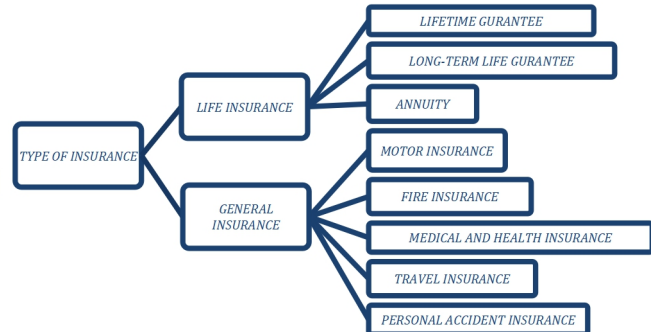 LIFETIME GURANTEE
LONG-TERM LIFE GURANTEE
LIFE INSURANCE
ANNUITY
TYPE OF INSURANCE
MOTOR INSURANCE
GENERAL
INSURANCE
FIRE INSURANCE
MEDICAL AND HEALTH INSURANCE
TRAVEL INSURANCE
PERSONAL ACCIDENT INSURANCE